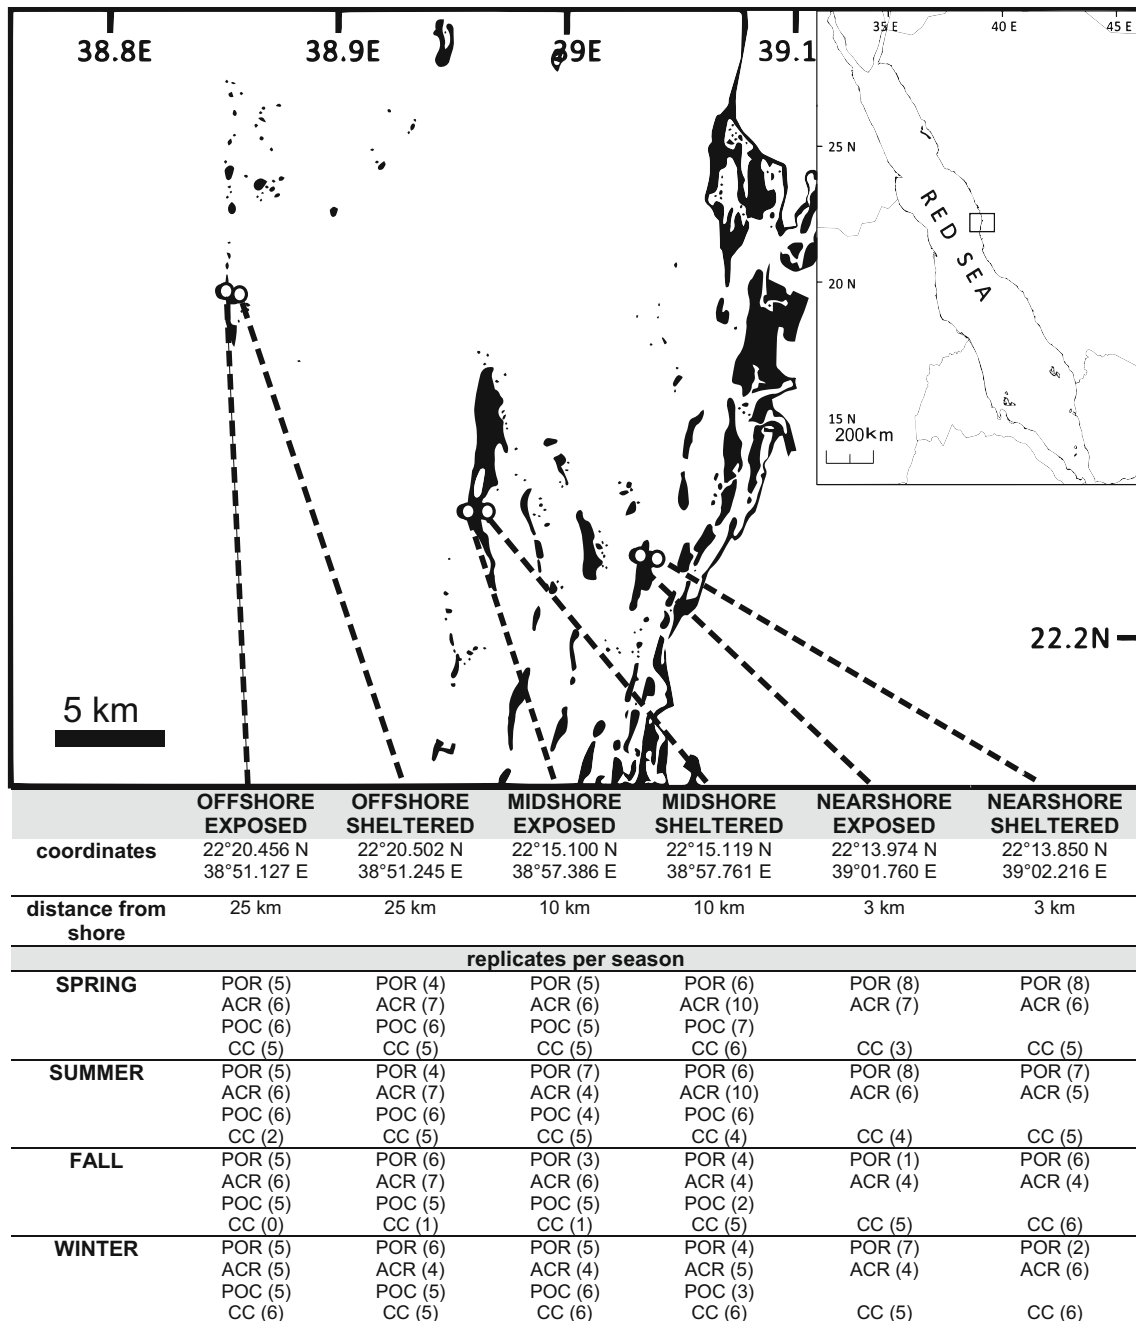 38.8E 38.9E 39E 39.1
35 E 40 E 45 E
25 N
20 N
15 N
RED SEA
200km
22.2N
5 km
OFFSHORE OFFSHORE MIDSHORE MIDSHORE NEARSHORE NEARSHORE
EXPOSED SHELTERED EXPOSED SHELTERED EXPOSED SHELTERED
coordinates 22°20.456 N 22°20.502 N 22°15.100 N 22°15.119 N 22°13.974 N 22°13.850 N
38°51.127 E 38°51.245 E 38°57.386 E 38°57.761 E 39°01.760 E 39°02.216 E
distance from 25 km 25 km 10 km 10 km 3 km 3 km
shore
replicates per season
SPRING POR (5) POR (4) POR (5) POR (6) POR (8) POR (8)
ACR (6) ACR (7) ACR (6) ACR (10) ACR (7) ACR (6)
POC (6) POC (6) POC (5) POC (7)
CC (5) CC (5) CC (5) CC (6) CC (3) CC (5)
SUMMER POR (5) POR (4) POR (7) POR (6) POR (8) POR (7)
ACR (6) ACR (7) ACR (4) ACR (10) ACR (6) ACR (5)
POC (6) POC (6) POC (4) POC (6)
CC (2) CC (5) CC (5) CC (4) CC (4) CC (5)
FALL POR (5) POR (6) POR (3) POR (4) POR (1) POR (6)
ACR (6) ACR (7) ACR (6) ACR (4) ACR (4) ACR (4)
POC (5) POC (5) POC (5) POC (2)
CC (0) CC (1) CC (1) CC (5) CC (5) CC (6)
WINTER POR (5) POR (6) POR (5) POR (4) POR (7) POR (2)
ACR (5) ACR (4) ACR (4) ACR (5) ACR (4) ACR (6)
POC (5) POC (5) POC (6) POC (3)
CC (6) CC (5) CC (6) CC (6) CC (5) CC (6)